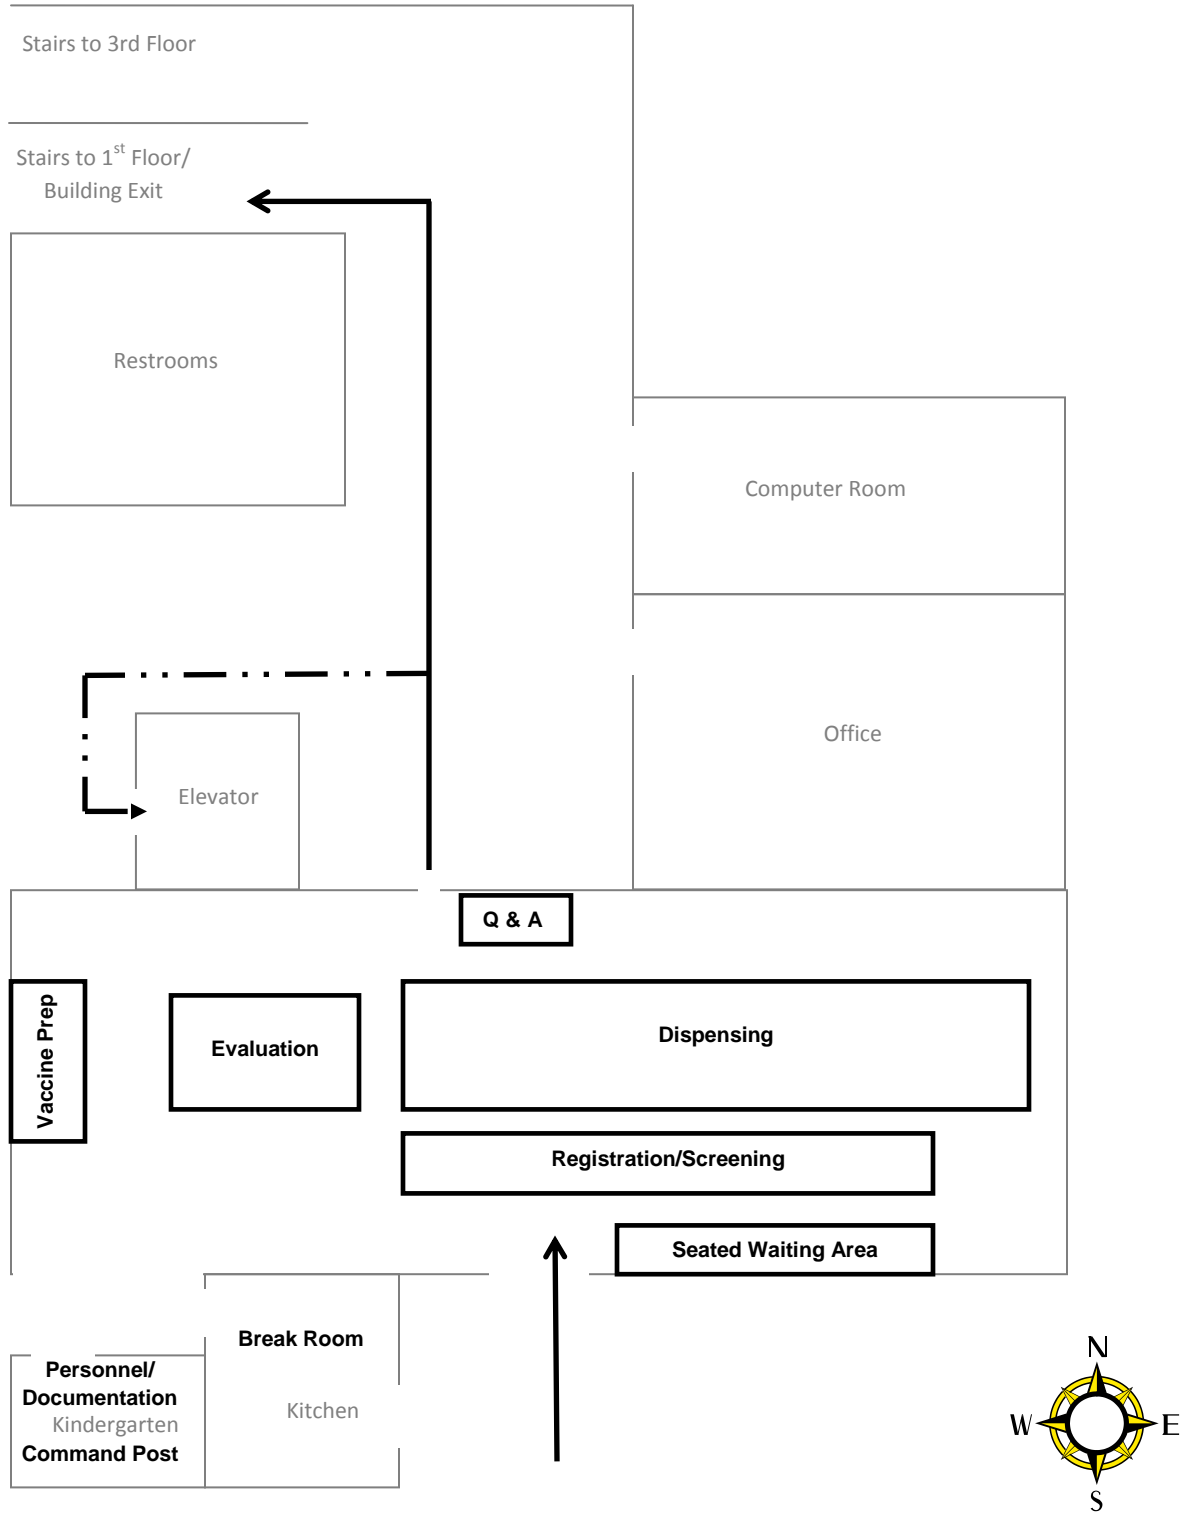 Stairs to 3rd Floor
Stairs to 1st Floor/
Building Exit
Restrooms
Computer Room
Office
Elevator
Q & A
Vaccine Prep
Evaluation
Dispensing
Registration/Screening
Seated Waiting Area
Break Room
Kitchen
Personnel/
Documentation
Kindergarten
Command Post
N
W
E
S